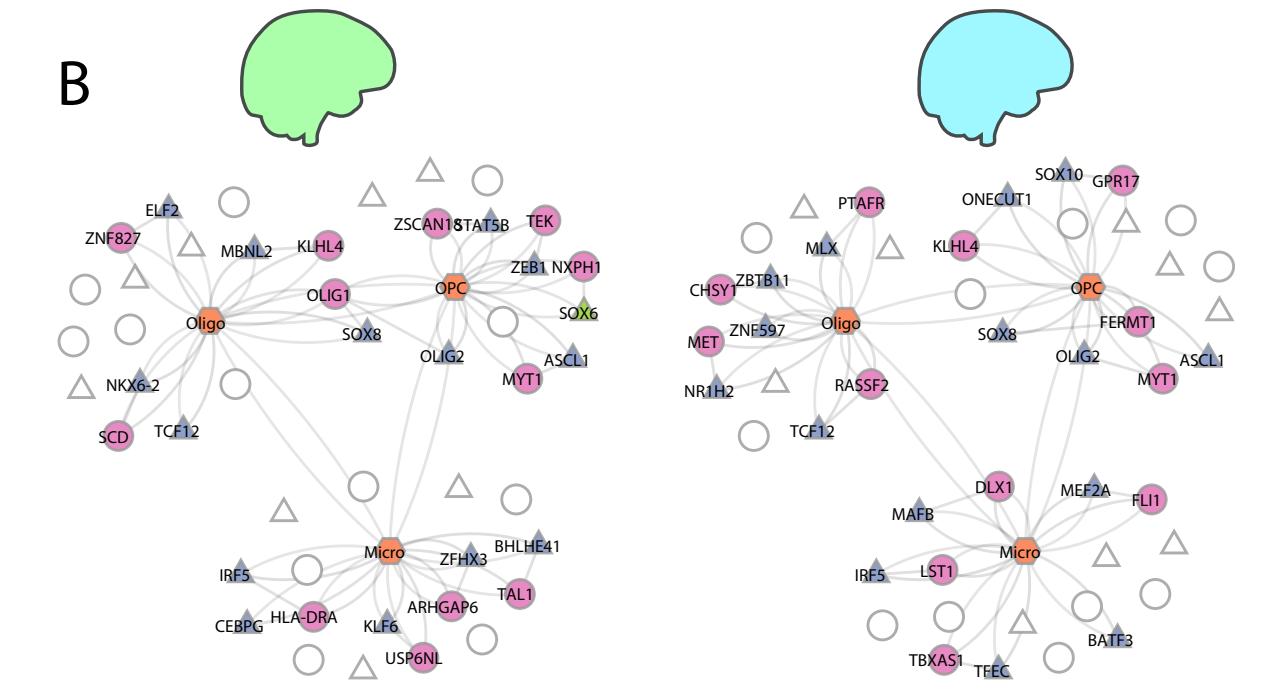 B
ELF2
ZNF827
MBNL2
KLHL4
OLIG1
Oligo
SOX8
NKX6-2
SCD
TCF12
ZSCAN18
STAT5B
TEK
ZEB1
NXPH1
OPC
SOX6
OLIG2
ASCL1
MYT1
Micro
IRF5
CEBPG
HLA-DRA
KLF6
USP6NL
ARHGAP6
ZFHX3
BHLHE41
TAL1
PTAFR
MLX
ZBTB11
CHSY1
ZNF597
MET
NR1H2
Oligo
RASSF2
TCF12
SOX10
GPR17
ONECUT1
KLHL4
OPC
SOX8
FERMT1
OLIG2
ASCL1
MYT1
DLX1
MEF2A
FLI1
MAFB
Micro
IRF5
LST1
BATF3
TBXAS1
TFEC